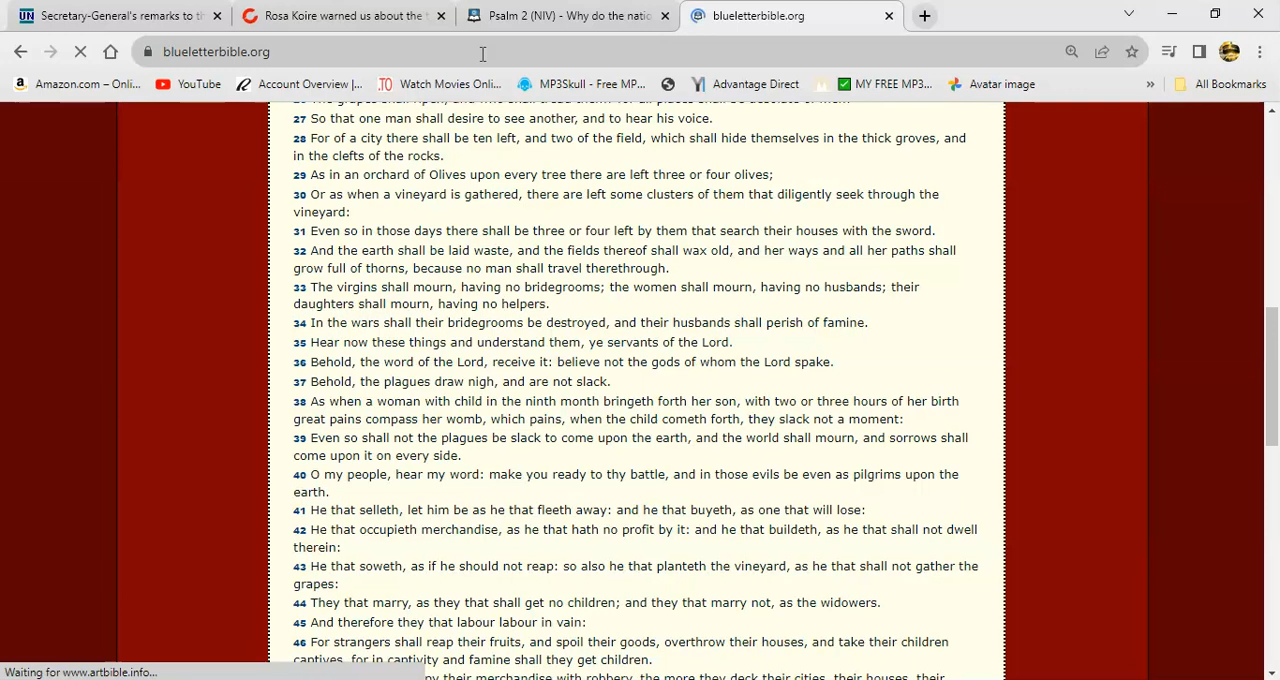 Secretary-General's remarks to th
Rosa Koire warned us about the t
Psalm 2 (NIV) - Why do the natio
blueletterbible.org
blueletterbible.org
Amazon.com – Onli...
YouTube
Account Overview |...
Watch Movies Onli...
MP3Skull - Free MP...
Advantage Direct
MY FREE MP3...
Avatar image
»
All Bookmarks
27 So that one man shall desire to see another, and to hear his voice.
28 For of a city there shall be ten left, and two of the field, which shall hide themselves in the thick groves, and
in the clefts of the rocks.
29 As in an orchard of Olives upon every tree there are left three or four olives;
30 Or as when a vineyard is gathered, there are left some clusters of them that diligently seek through the
vineyard:
31 Even so in those days there shall be three or four left by them that search their houses with the sword.
32 And the earth shall be laid waste, and the fields thereof shall wax old, and her ways and all her paths shall
grow full of thorns, because no man shall travel therethrough.
33 The virgins shall mourn, having no bridegrooms; the women shall mourn, having no husbands; their
daughters shall mourn, having no helpers.
34 In the wars shall their bridegrooms be destroyed, and their husbands shall perish of famine.
35 Hear now these things and understand them, ye servants of the Lord.
36 Behold, the word of the Lord, receive it: believe not the gods of whom the Lord spake.
37 Behold, the plagues draw nigh, and are not slack.
38 As when a woman with child in the ninth month bringeth forth her son, with two or three hours of her birth
great pains compass her womb, which pains, when the child cometh forth, they slack not a moment:
39 Even so shall not the plagues be slack to come upon the earth, and the world shall mourn, and sorrows shall
come upon it on every side.
40 O my people, hear my word: make you ready to thy battle, and in those evils be even as pilgrims upon the
earth.
41 He that selleth, let him be as he that fleeth away: and he that buyeth, as one that will lose:
42 He that occupieth merchandise, as he that hath no profit by it: and he that buildeth, as he that shall not dwell
therein:
43 He that soweth, as if he should not reap: so also he that planteth the vineyard, as he that shall not gather the
grapes:
44 They that marry, as they that shall get no children; and they that marry not, as the widowers.
45 And therefore they that labour labour in vain:
46 For strangers shall reap their fruits, and spoil their goods, overthrow their houses, and take their children
captives, for in captivity and famine shall they get children.
their merchandise with robbery, the more they deck their cities, their houses, their
Waiting for www.artbible.info...